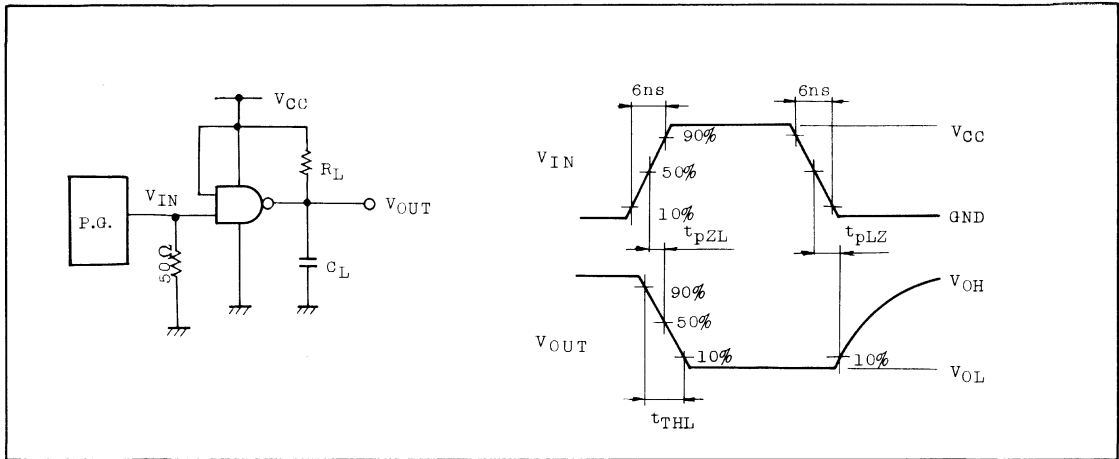 VCC
RL
VIN
VOUT
P.G.
50Ω
CL
6ns
6ns
90%
VCC
VIN
50%
10%
GND
tpZL
tpLZ
90%
VOH
50%
VOUT
10%
10%
VOL
tTHL